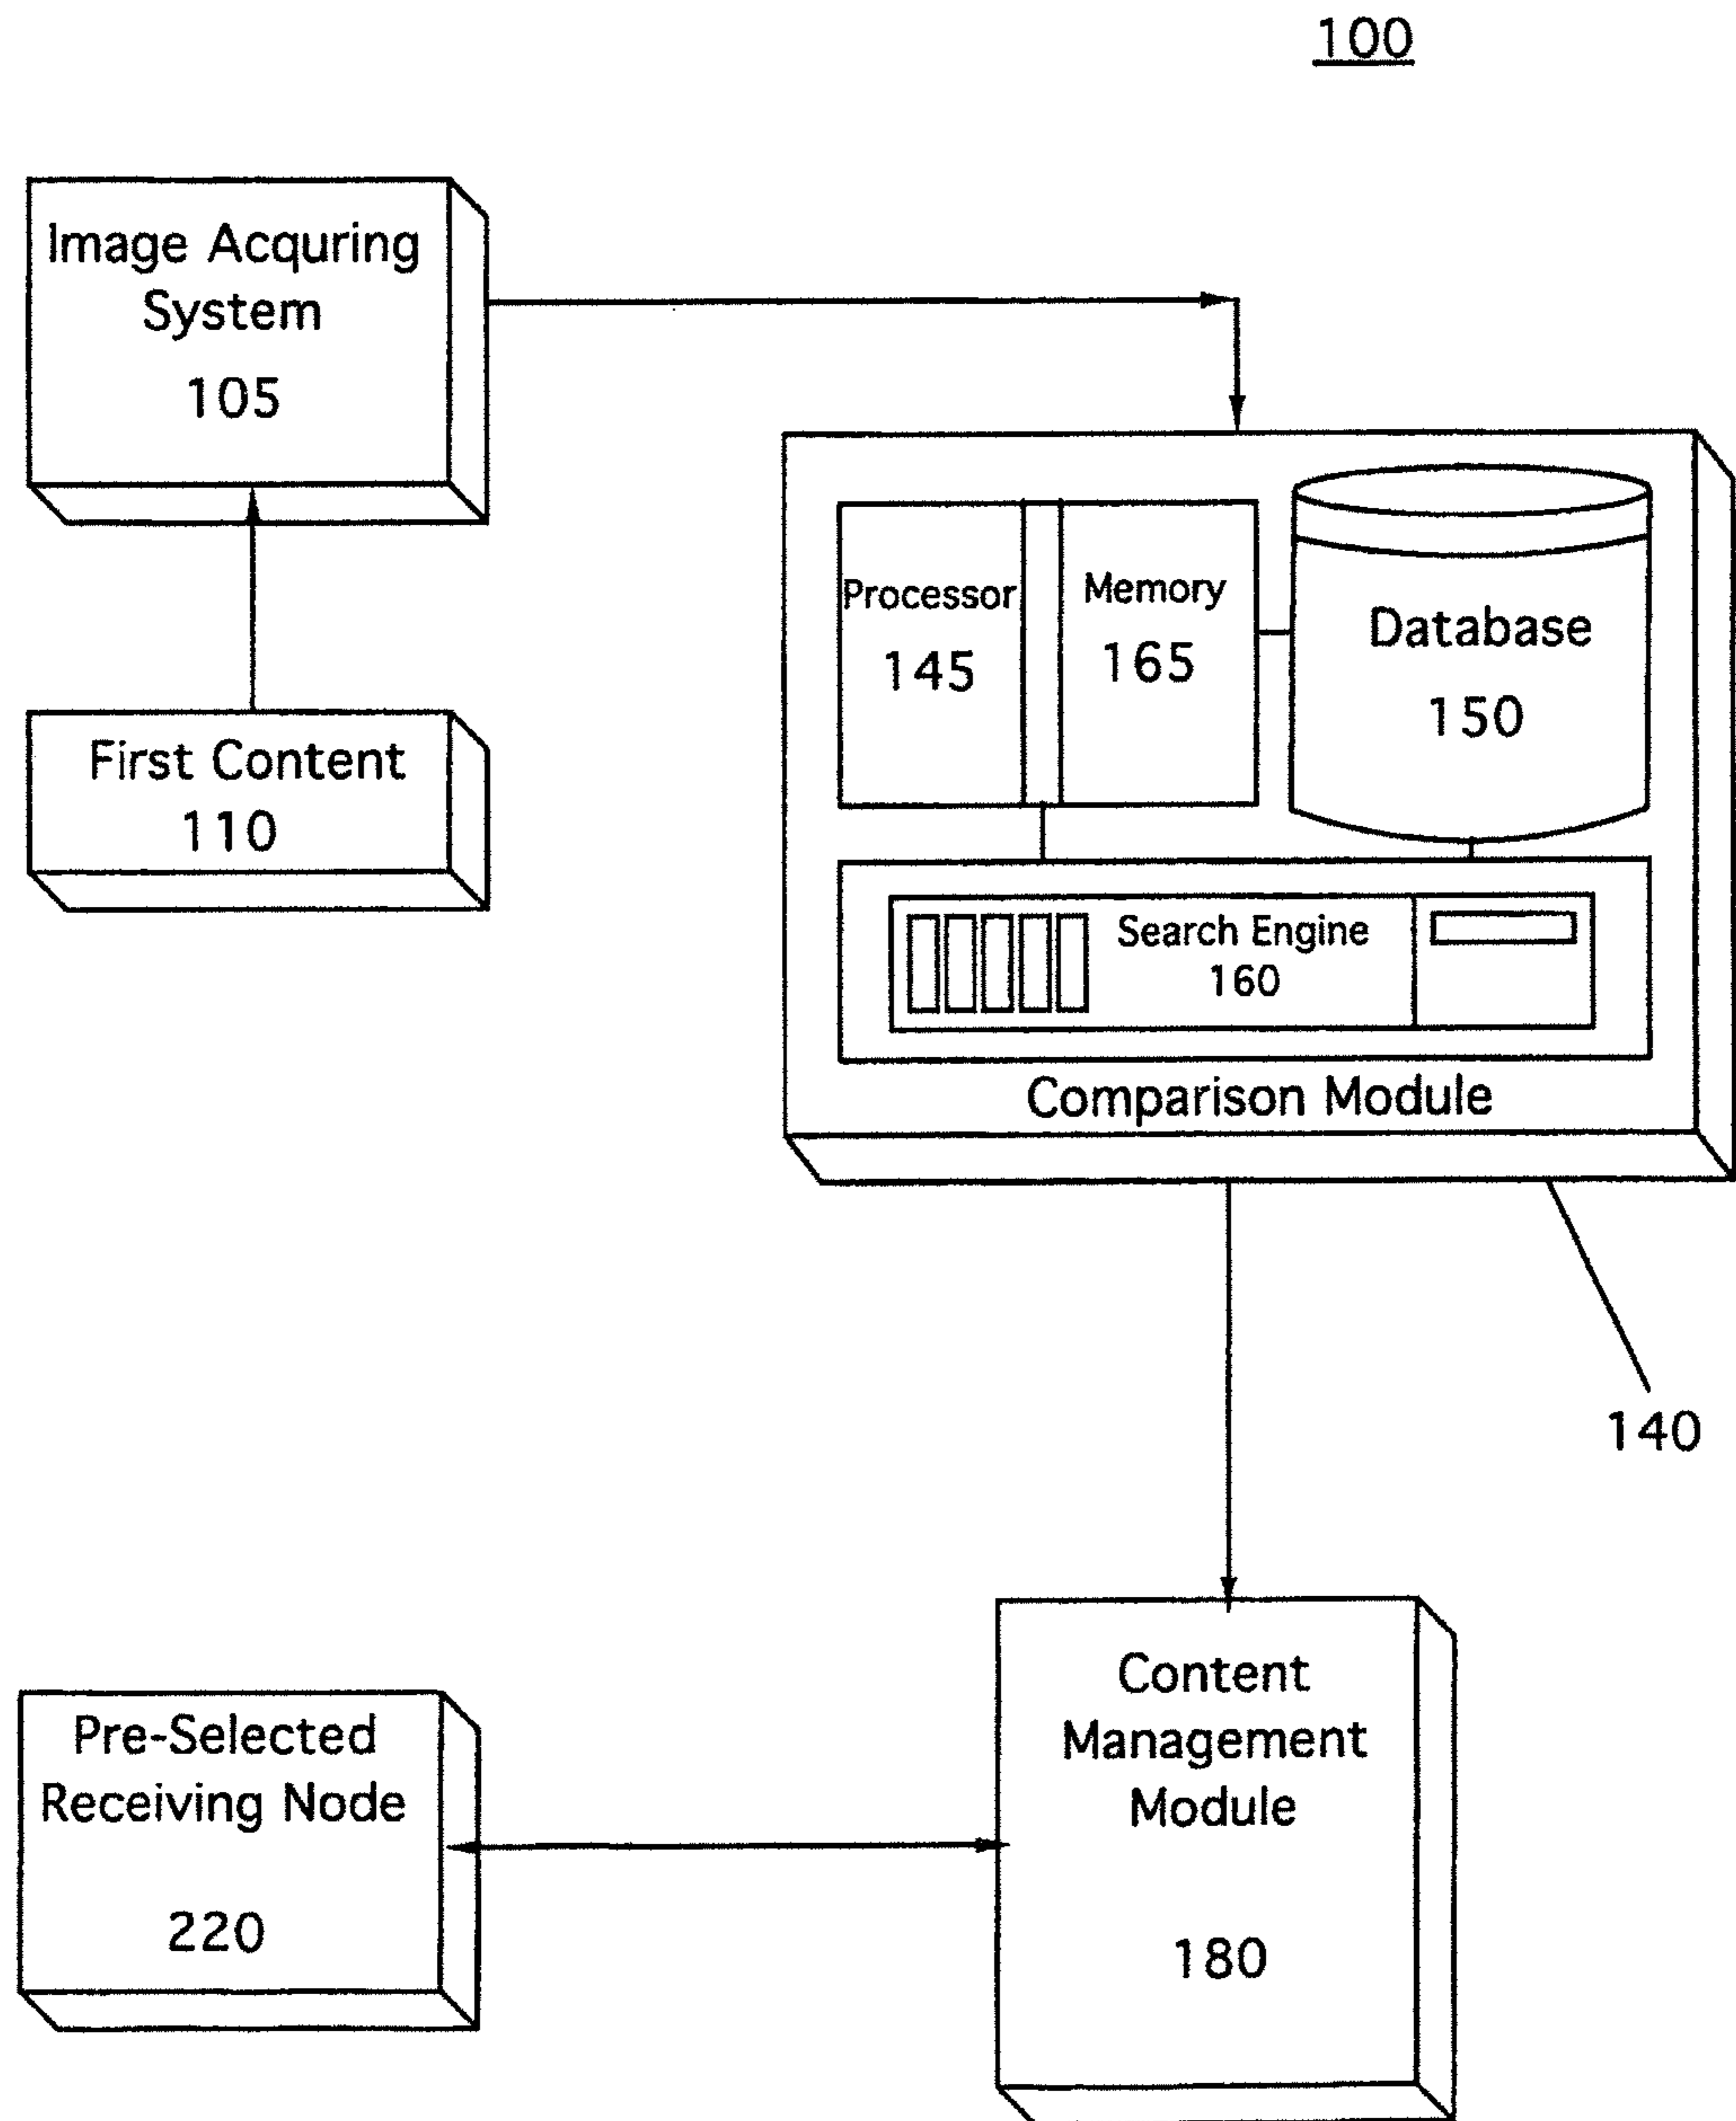 100
Image Acquring
System
105
First Content
110
Processor
145
Memory
165
Database
150
Search Engine
160
Comparison Module
140
Content
Management
Module
180
Pre-Selected
Receiving Node
220